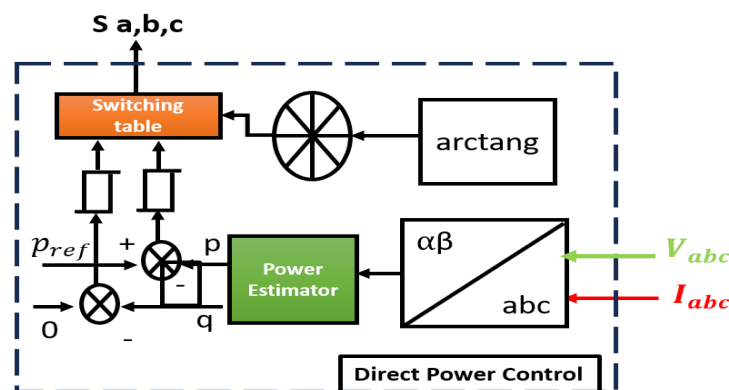 S a,b,c
Switching
table
arctang
p_ref
+
-
p
Power
Estimator
αβ
abc
V_abc
I_abc
0
-
q
Direct Power Control